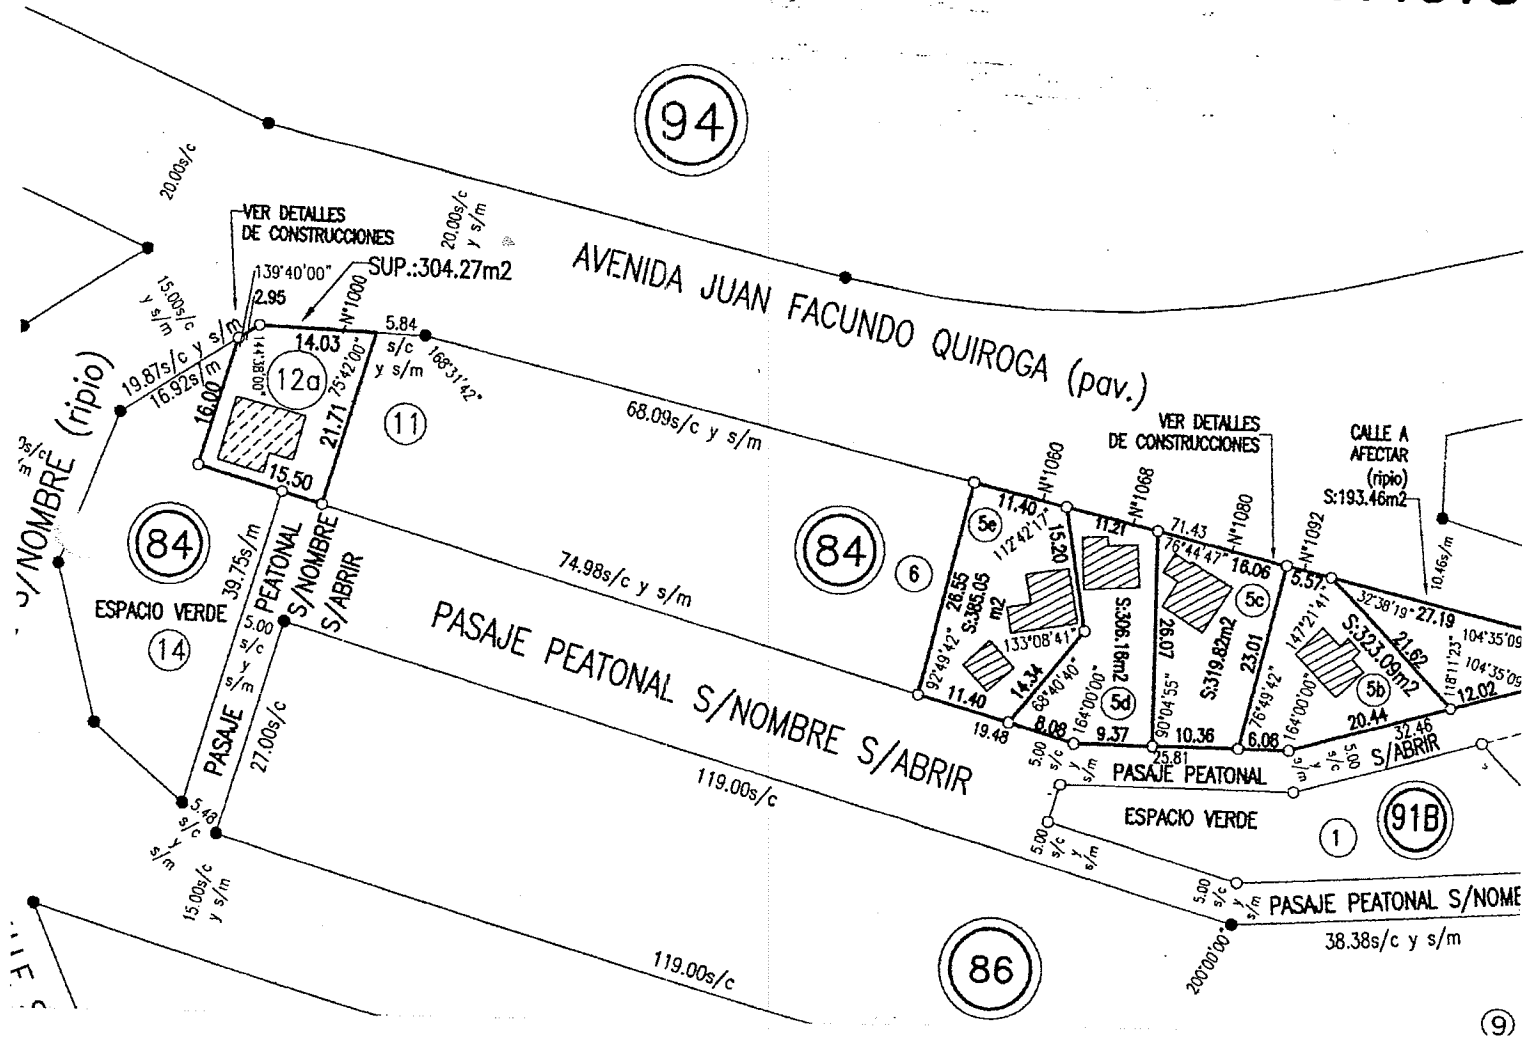 94
20.00s/c
VER DETALLES
DE CONSTRUCCIONES
20.00s/c
y s/m
139°40'00"
SUP.:304.27m2
2.95
N°1000
15.00s/c
y s/m
AVENIDA JUAN FACUNDO QUIROGA (pav.)
14.03
5.84
s/c
y s/m
168°31'42"
144°38'00"
12a
75°42'00"
19.87s/c y s/m
16.92s/m
16.00
21.71
11
68.09s/c y s/m
15.50
S/NOMBRE (ripio)
84
39.75s/m
ESPACIO VERDE
14
PASAJE PEATONAL
S/NOMBRE
S/ABRIR
5.00
s/c
y
s/m
27.00s/c
5.48
s/c
y
s/m
15.00s/c
y s/m
74.98s/c y s/m
PASAJE PEATONAL S/NOMBRE S/ABRIR
119.00s/c
119.00s/c
84
6
VER DETALLES
DE CONSTRUCCIONES
CALLE A
AFECTAR
(ripio)
S:193.46m2
N°1060
N°1068
N°1080
N°1092
11.40
11.21
71.43
16.06
5.57
10.46s/m
5e
112°42'17"
15.20
26.55
S:385.05
m2
133°08'41"
92°49'42"
14.34
68°40'40"
11.40
19.48
76°44'47"
S:306.18m2
5d
164°00'00"
26.07
90°04'55"
8.08
9.37
5c
S:319.82m2
23.01
76°49'42"
10.36
25.81
6.06
32°38'19"
27.19
147°21'41"
S:323.09m2
21.62
5b
164°00'00"
118°11'23"
104°35'09
104°35'09
12.02
20.44
32.46
5.00
y
s/m
S/ABRIR
5.00
s/c
y
s/m
PASAJE PEATONAL
ESPACIO VERDE
91B
1
5.00
s/c
y
s/m
5.00
s/c
y
s/m
PASAJE PEATONAL S/NOMB
38.38s/c y s/m
200°00'00"
86
9